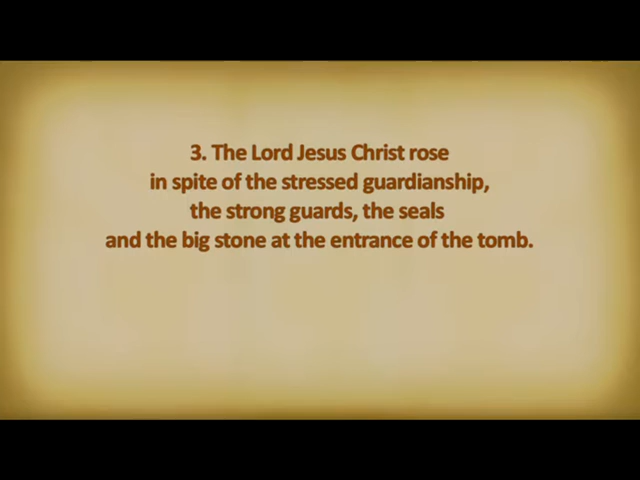 3. The Lord Jesus Christ rose
in spite of the stressed guardianship,
the strong guards, the seals
and the big stone at the entrance of the tomb.